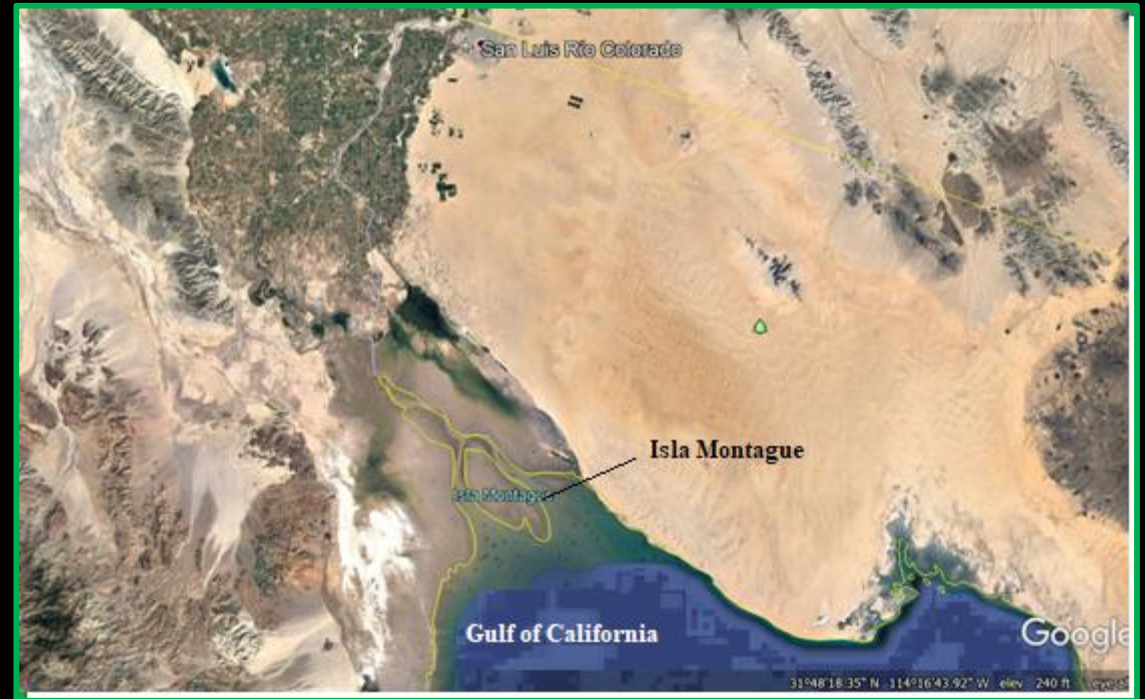 San Luis Río Colorado
Isla Montague
Isla Montague
Gulf of California
Google
31°48'18.35" N 114°16'43.92" W elev 240 ft